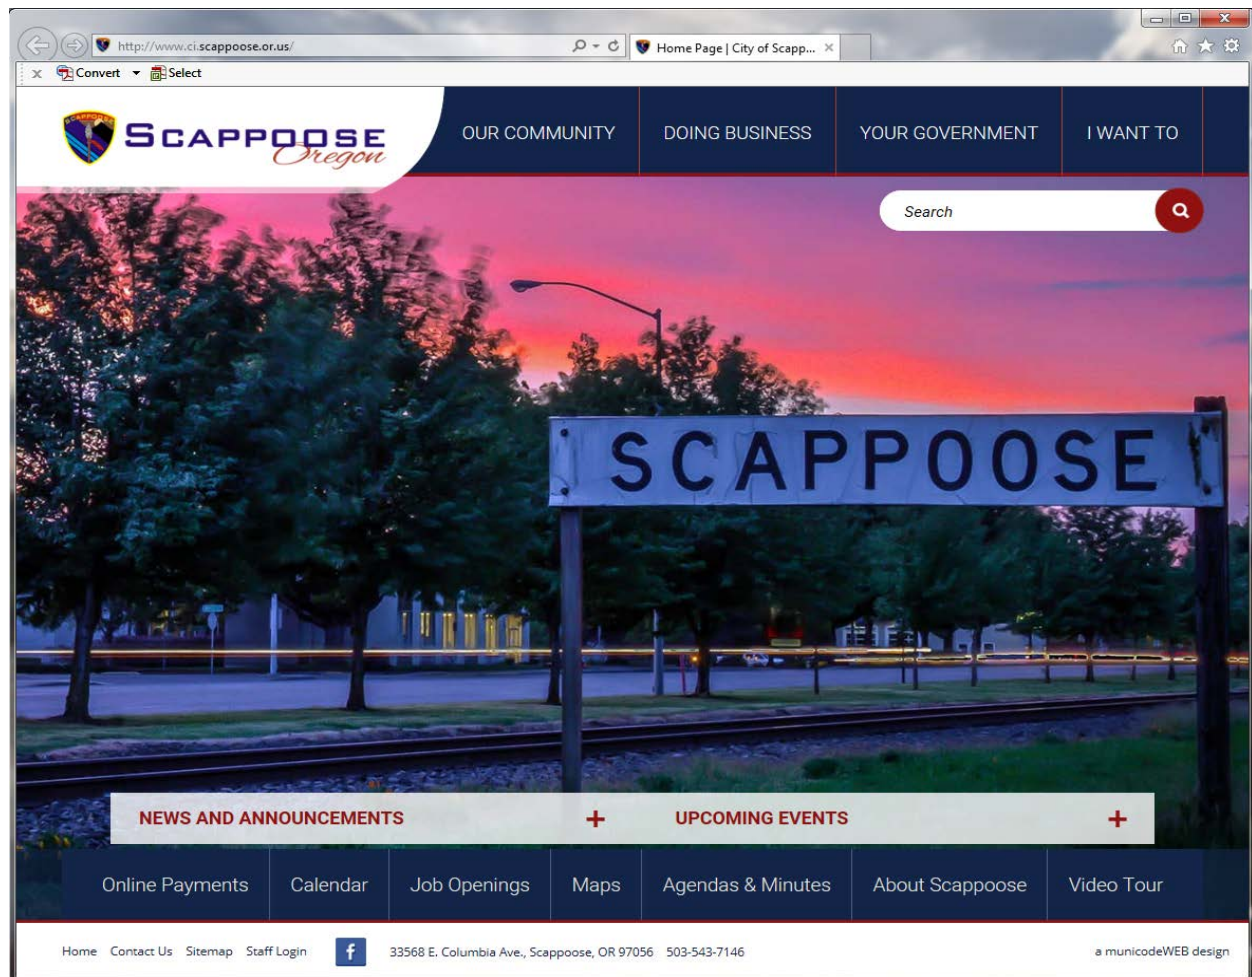 http://www.ci.scappoose.or.us/
Home Page | City of Scapp...
x Convert Select
SCAPPOOSE
SCAPPOOSE
Oregon
OUR COMMUNITY DOING BUSINESS YOUR GOVERNMENT I WANT TO
Search
SCAPPOOSE
NEWS AND ANNOUNCEMENTS + UPCOMING EVENTS +
Online Payments Calendar Job Openings Maps Agendas & Minutes About Scappoose Video Tour
Home Contact Us Sitemap Staff Login f 33568 E. Columbia Ave., Scappoose, OR 97056 503-543-7146 a municodeWEB design